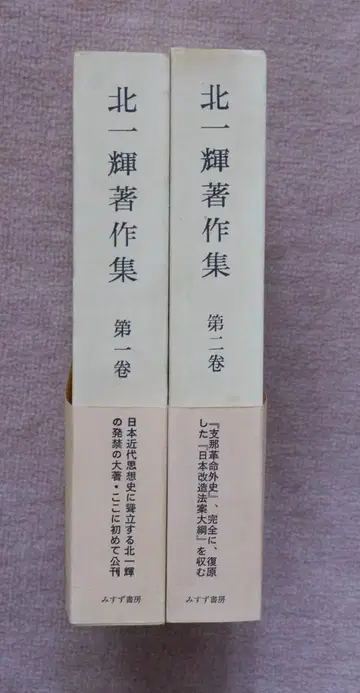 北一輝著作集 第二巻
『支那革命外史』、完全に、復原
した『日本改造法案大綱』を収む
みすず書房
北一輝著作集 第一巻
日本近代思想史に聳立する北一輝
の発禁の大著・ここに初めて公刊
みすず書房